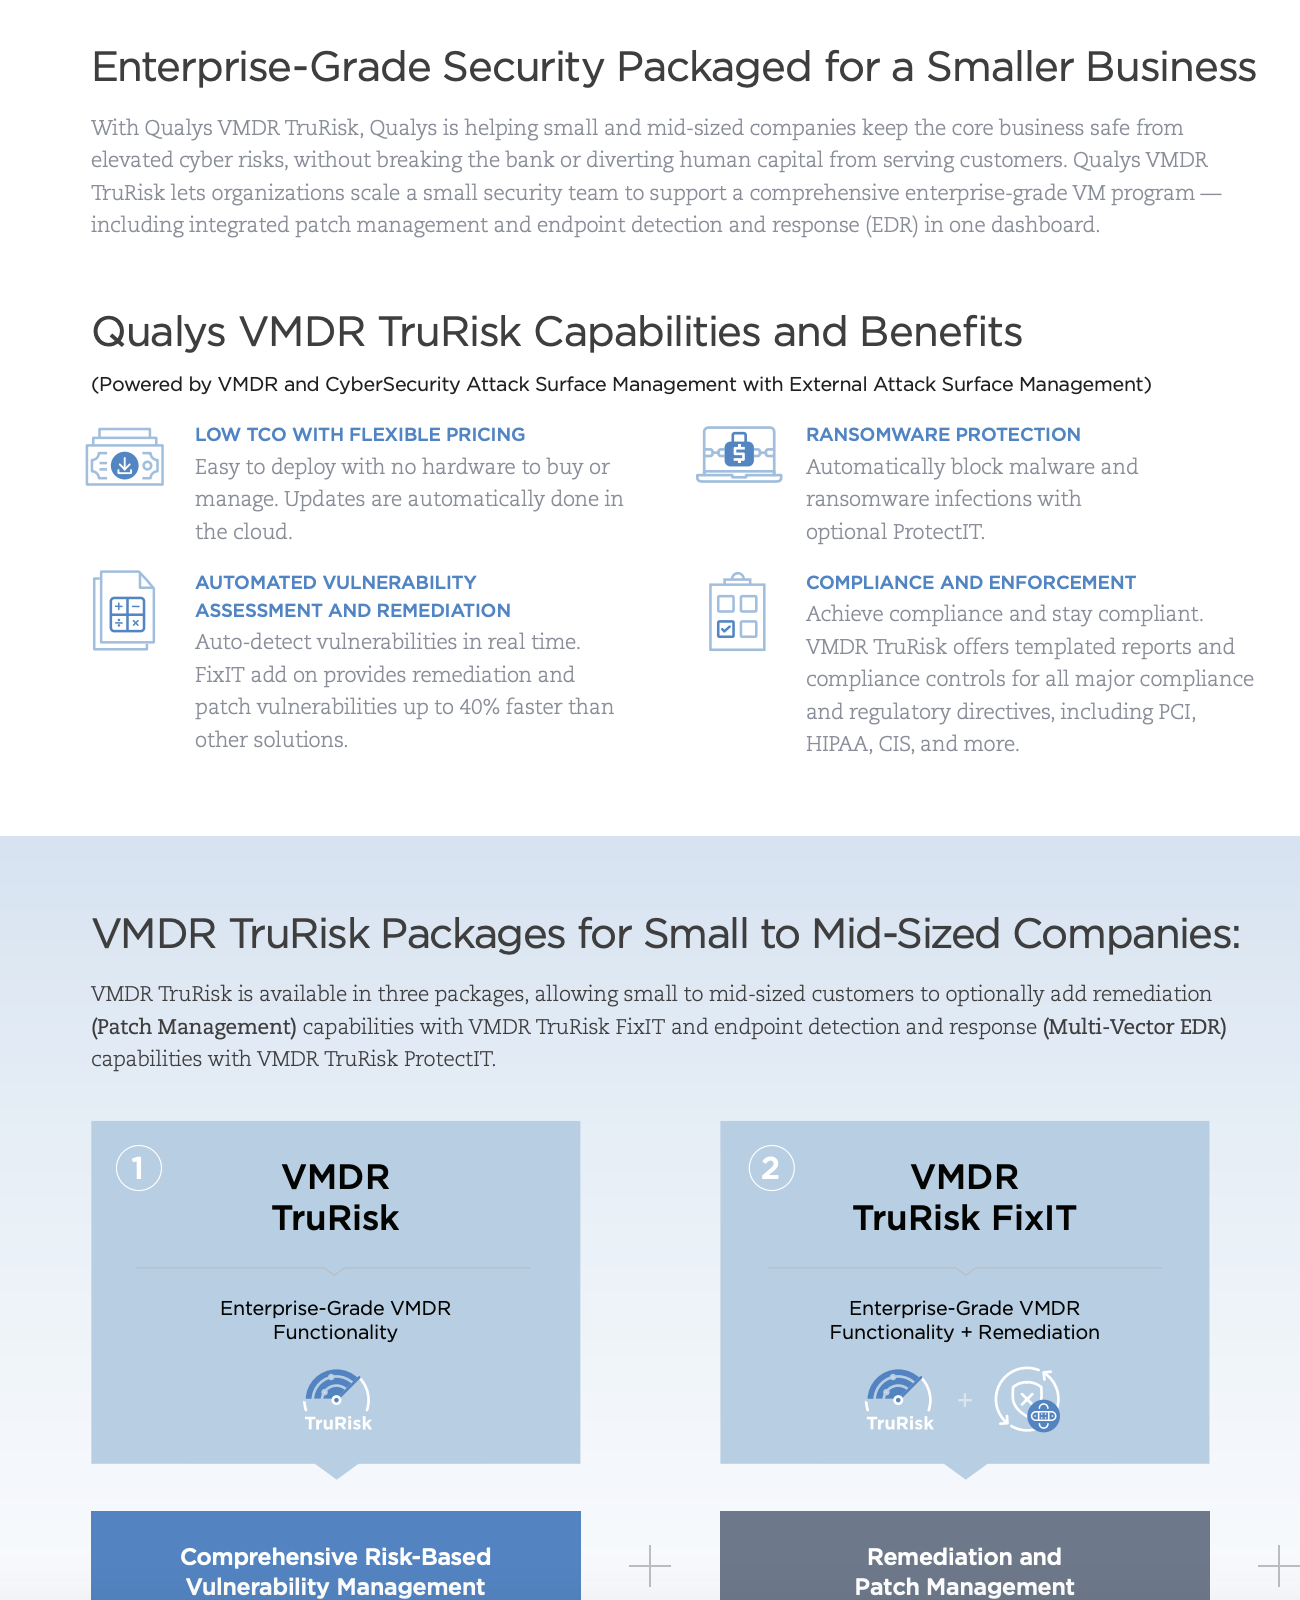 Enterprise-Grade Security Packaged for a Smaller Business
With Qualys VMDR TruRisk, Qualys is helping small and mid-sized companies keep the core business safe from
elevated cyber risks, without breaking the bank or diverting human capital from serving customers. Qualys VMDR
TruRisk lets organizations scale a small security team to support a comprehensive enterprise-grade VM program —
including integrated patch management and endpoint detection and response (EDR) in one dashboard.
Qualys VMDR TruRisk Capabilities and Benefits
(Powered by VMDR and CyberSecurity Attack Surface Management with External Attack Surface Management)
LOW TCO WITH FLEXIBLE PRICING
Easy to deploy with no hardware to buy or
manage. Updates are automatically done in
the cloud.
RANSOMWARE PROTECTION
Automatically block malware and
ransomware infections with
optional ProtectIT.
AUTOMATED VULNERABILITY
ASSESSMENT AND REMEDIATION
Auto-detect vulnerabilities in real time.
FixIT add on provides remediation and
patch vulnerabilities up to 40% faster than
other solutions.
COMPLIANCE AND ENFORCEMENT
Achieve compliance and stay compliant.
VMDR TruRisk offers templated reports and
compliance controls for all major compliance
and regulatory directives, including PCI,
HIPAA, CIS, and more.
VMDR TruRisk Packages for Small to Mid-Sized Companies:
VMDR TruRisk is available in three packages, allowing small to mid-sized customers to optionally add remediation
(Patch Management) capabilities with VMDR TruRisk FixIT and endpoint detection and response (Multi-Vector EDR)
capabilities with VMDR TruRisk ProtectIT.
1
VMDR
TruRisk
Enterprise-Grade VMDR
Functionality
TruRisk
Comprehensive Risk-Based
Vulnerability Management
2
VMDR
TruRisk FixIT
Enterprise-Grade VMDR
Functionality + Remediation
TruRisk +
Remediation and
Patch Management